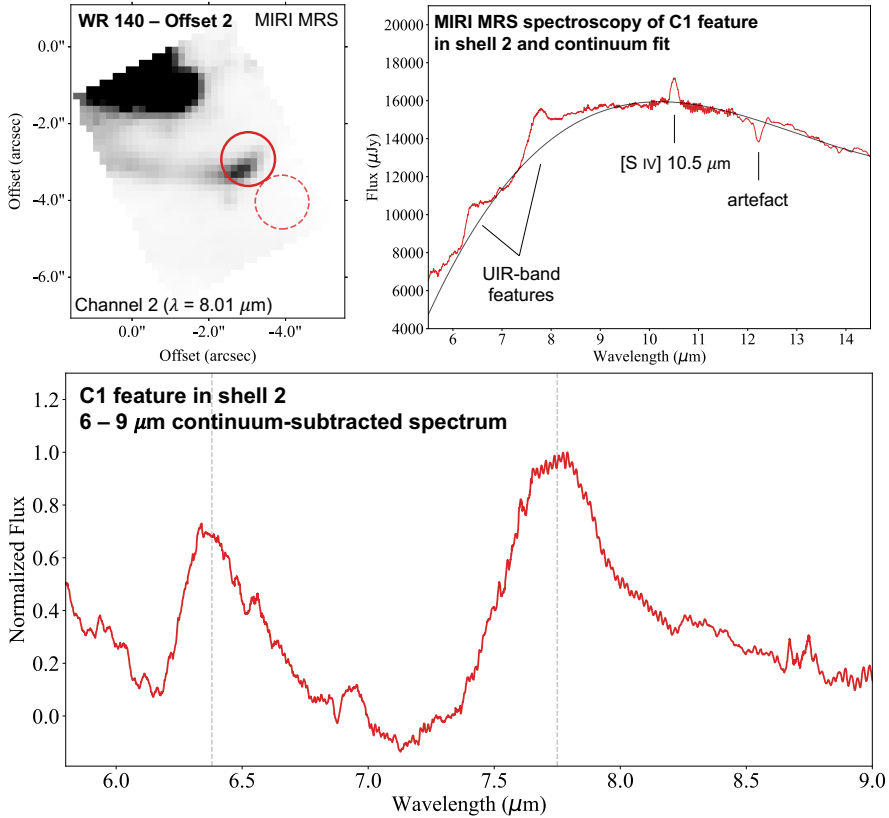 WR 140 – Offset 2
MIRI MRS
0.0"
-2.0"
-4.0"
-6.0"
Offset (arcsec)
Channel 2 (λ = 8.01 μm)
0.0"
-2.0"
-4.0"
Offset (arcsec)
MIRI MRS spectroscopy of C1 feature
in shell 2 and continuum fit
20000
18000
16000
14000
12000
10000
8000
6000
4000
Flux (μJy)
[S IV] 10.5 μm
artefact
UIR-band
features
6
7
8
9
10
11
12
13
14
Wavelength (μm)
C1 feature in shell 2
6 – 9 μm continuum-subtracted spectrum
1.2
1.0
0.8
0.6
0.4
0.2
0.0
Normalized Flux
6.0
6.5
7.0
7.5
8.0
8.5
9.0
Wavelength (μm)